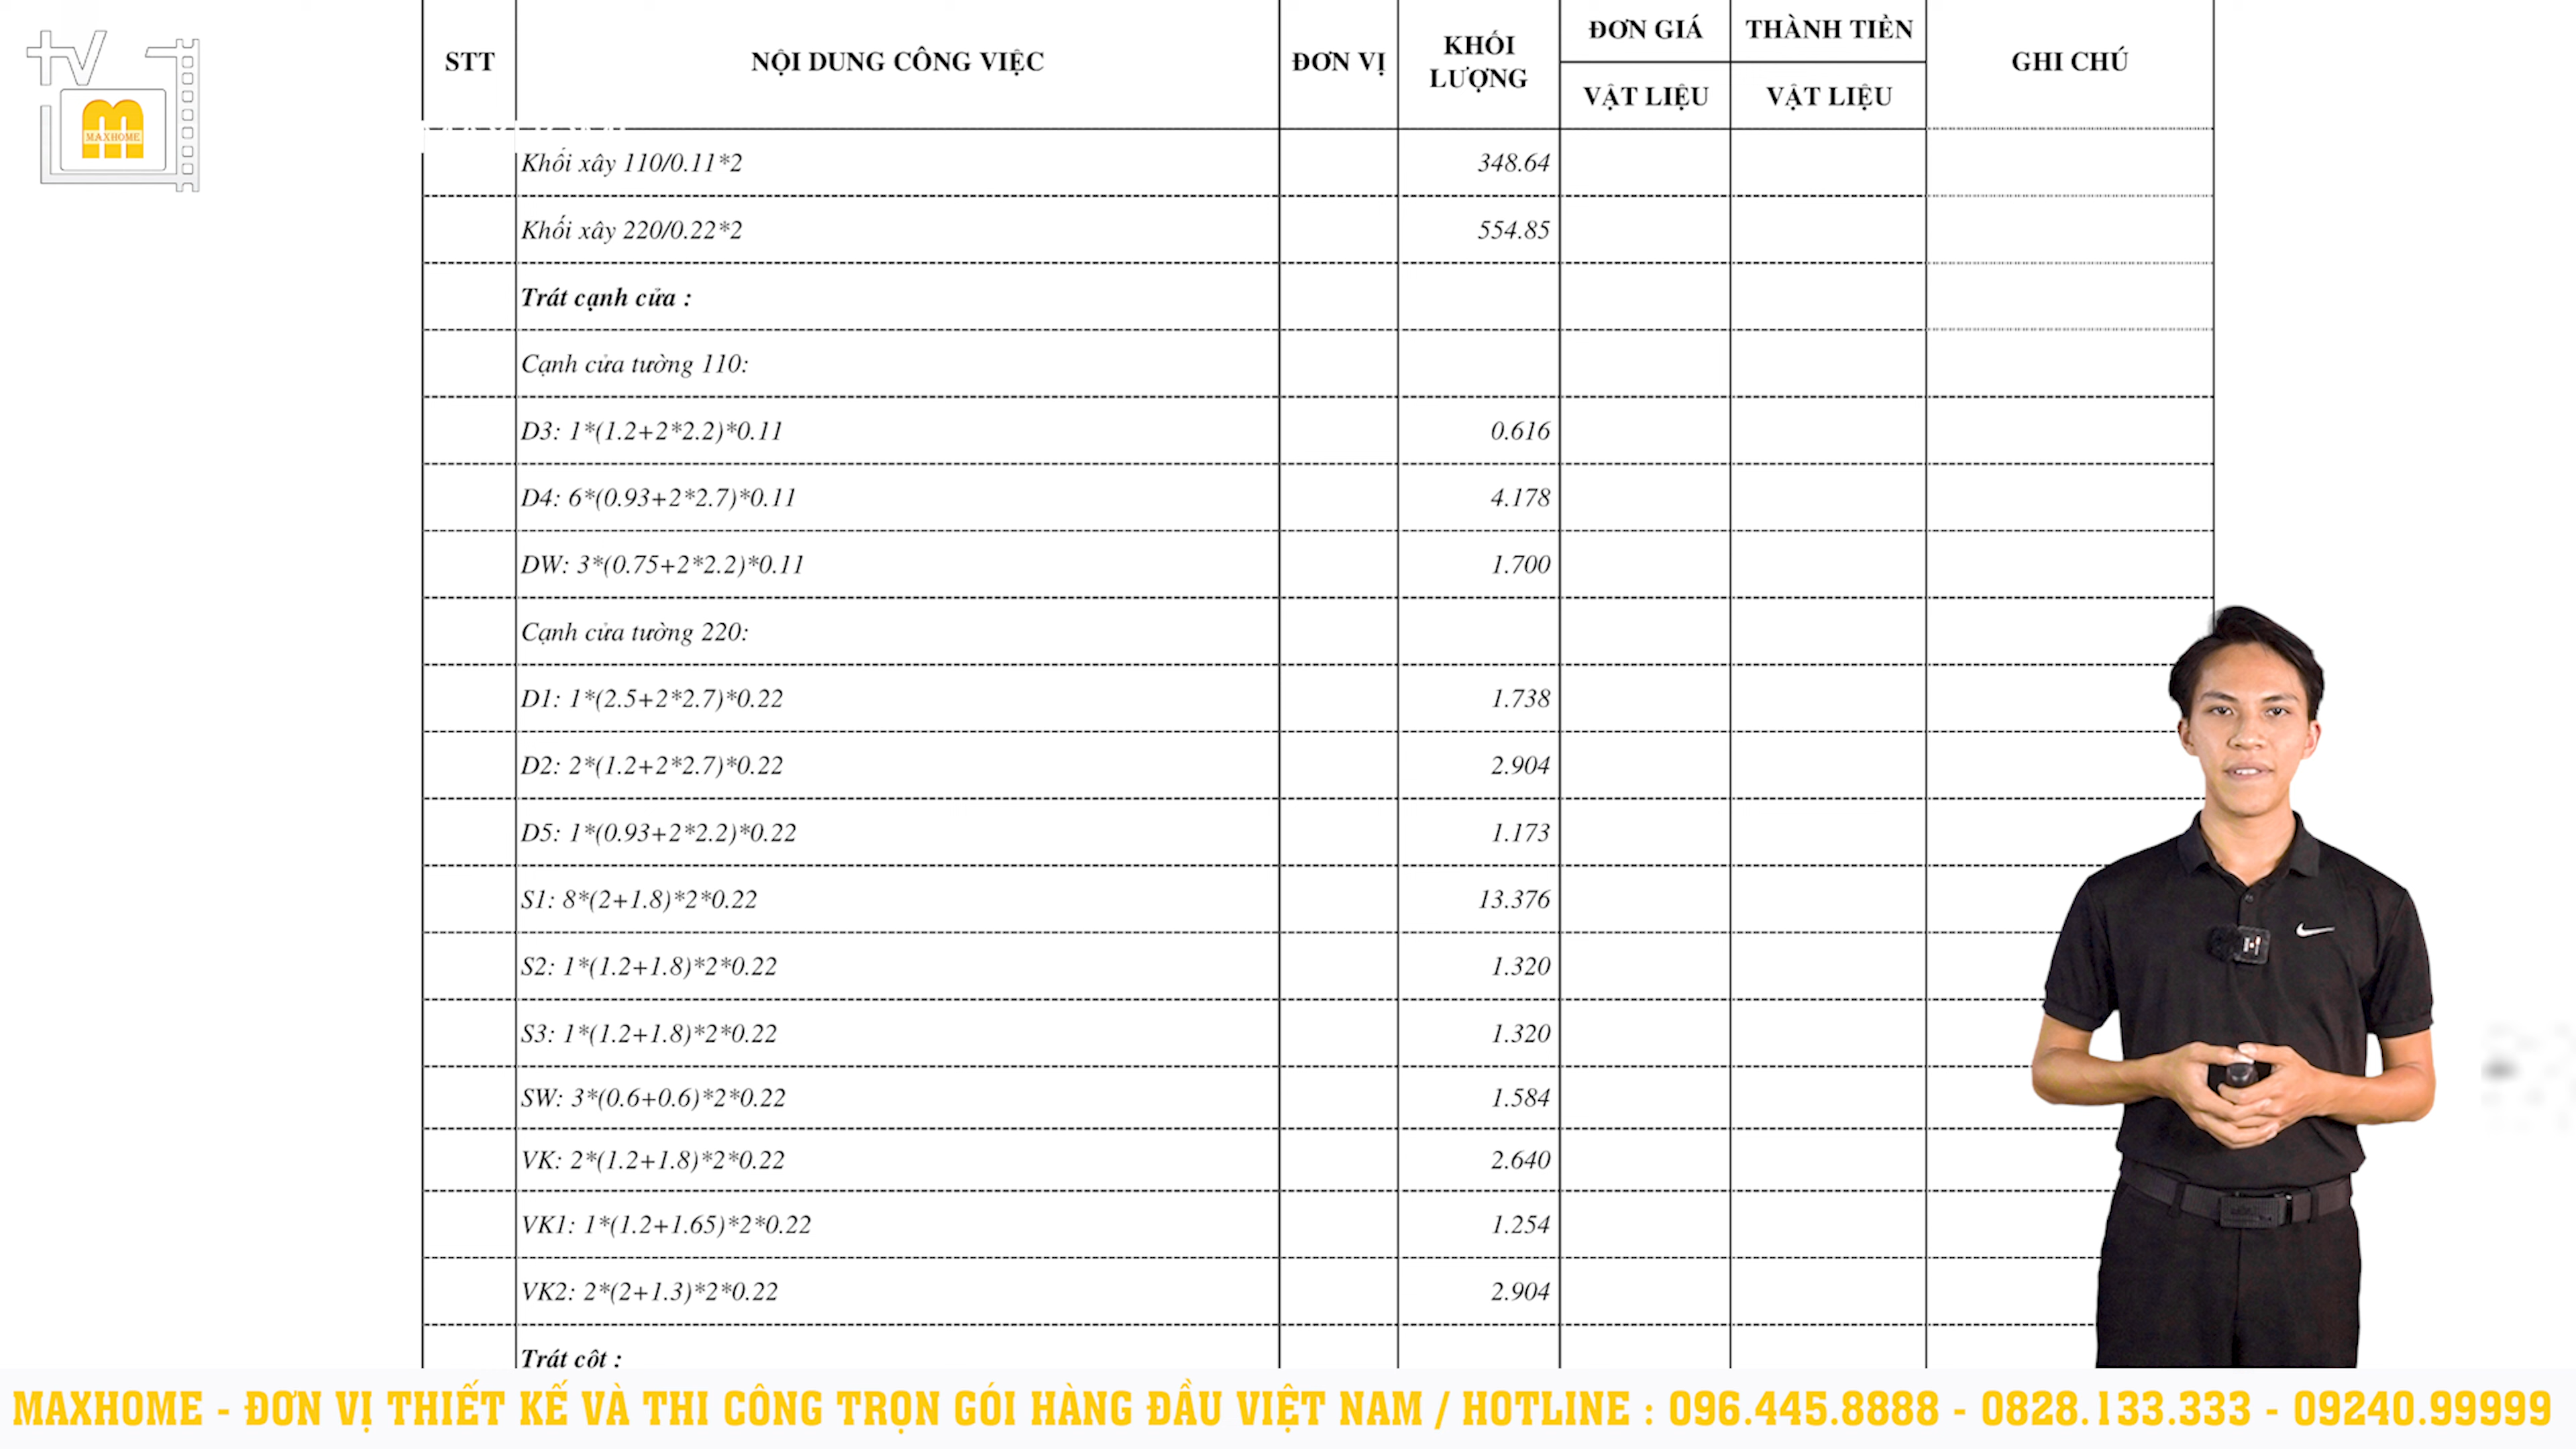 tv
MAXHOME
STT NỘI DUNG CÔNG VIỆC ĐƠN VỊ KHỐI LƯỢNG ĐƠN GIÁ THÀNH TIỀN GHI CHÚ
VẬT LIỆU VẬT LIỆU
Khối xây 110/0.11*2 348.64
Khối xây 220/0.22*2 554.85
Trát cạnh cửa :
Cạnh cửa tường 110:
D3: 1*(1.2+2*2.2)*0.11 0.616
D4: 6*(0.93+2*2.7)*0.11 4.178
DW: 3*(0.75+2*2.2)*0.11 1.700
Cạnh cửa tường 220:
D1: 1*(2.5+2*2.7)*0.22 1.738
D2: 2*(1.2+2*2.7)*0.22 2.904
D5: 1*(0.93+2*2.2)*0.22 1.173
S1: 8*(2+1.8)*2*0.22 13.376
S2: 1*(1.2+1.8)*2*0.22 1.320
S3: 1*(1.2+1.8)*2*0.22 1.320
SW: 3*(0.6+0.6)*2*0.22 1.584
VK: 2*(1.2+1.8)*2*0.22 2.640
VK1: 1*(1.2+1.65)*2*0.22 1.254
VK2: 2*(2+1.3)*2*0.22 2.904
Trát cột :
MAXHOME - ĐƠN VỊ THIẾT KẾ VÀ THI CÔNG TRỌN GÓI HÀNG ĐẦU VIỆT NAM / HOTLINE : 096.445.8888 - 0828.133.333 - 09240.99999